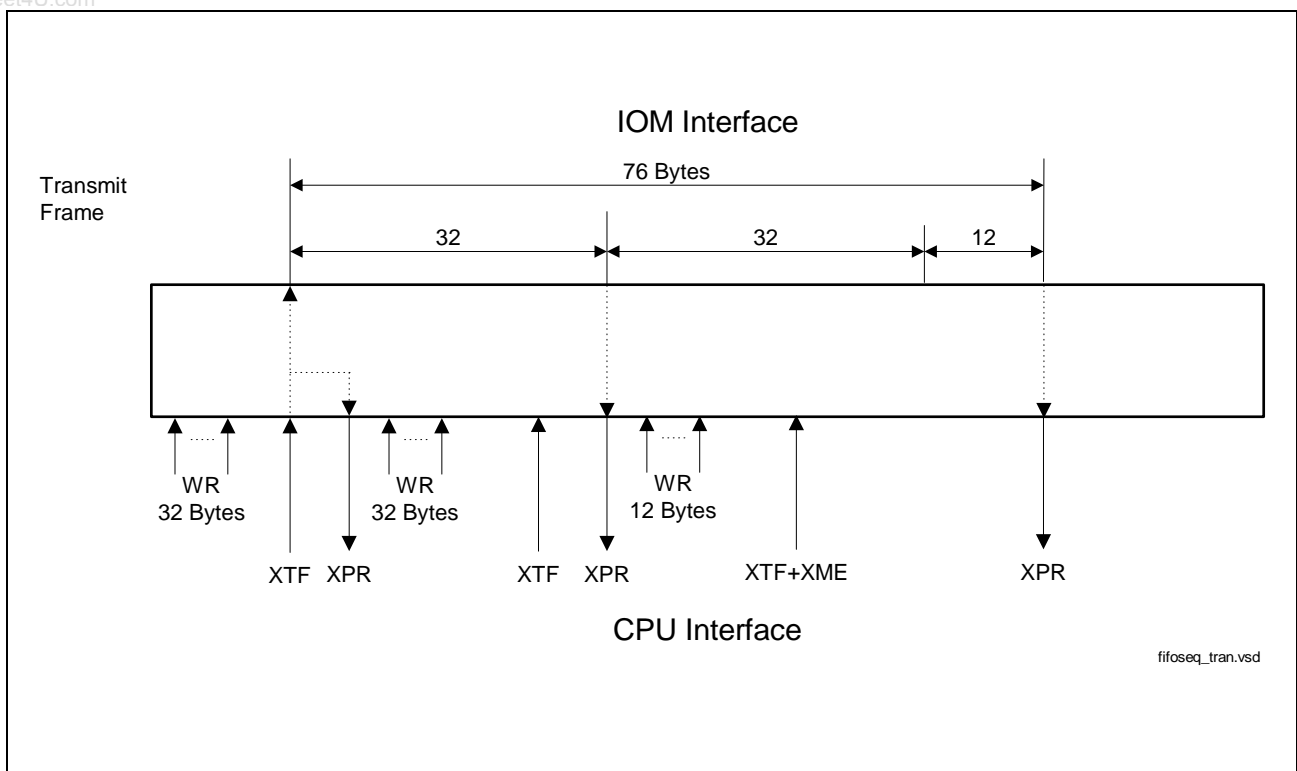 IOM Interface
76 Bytes
Transmit
Frame
32
32
12
WR
32 Bytes
WR
32 Bytes
WR
12 Bytes
XTF
XPR
XTF
XPR
XTF+XME
XPR
CPU Interface
fifoseq_tran.vsd